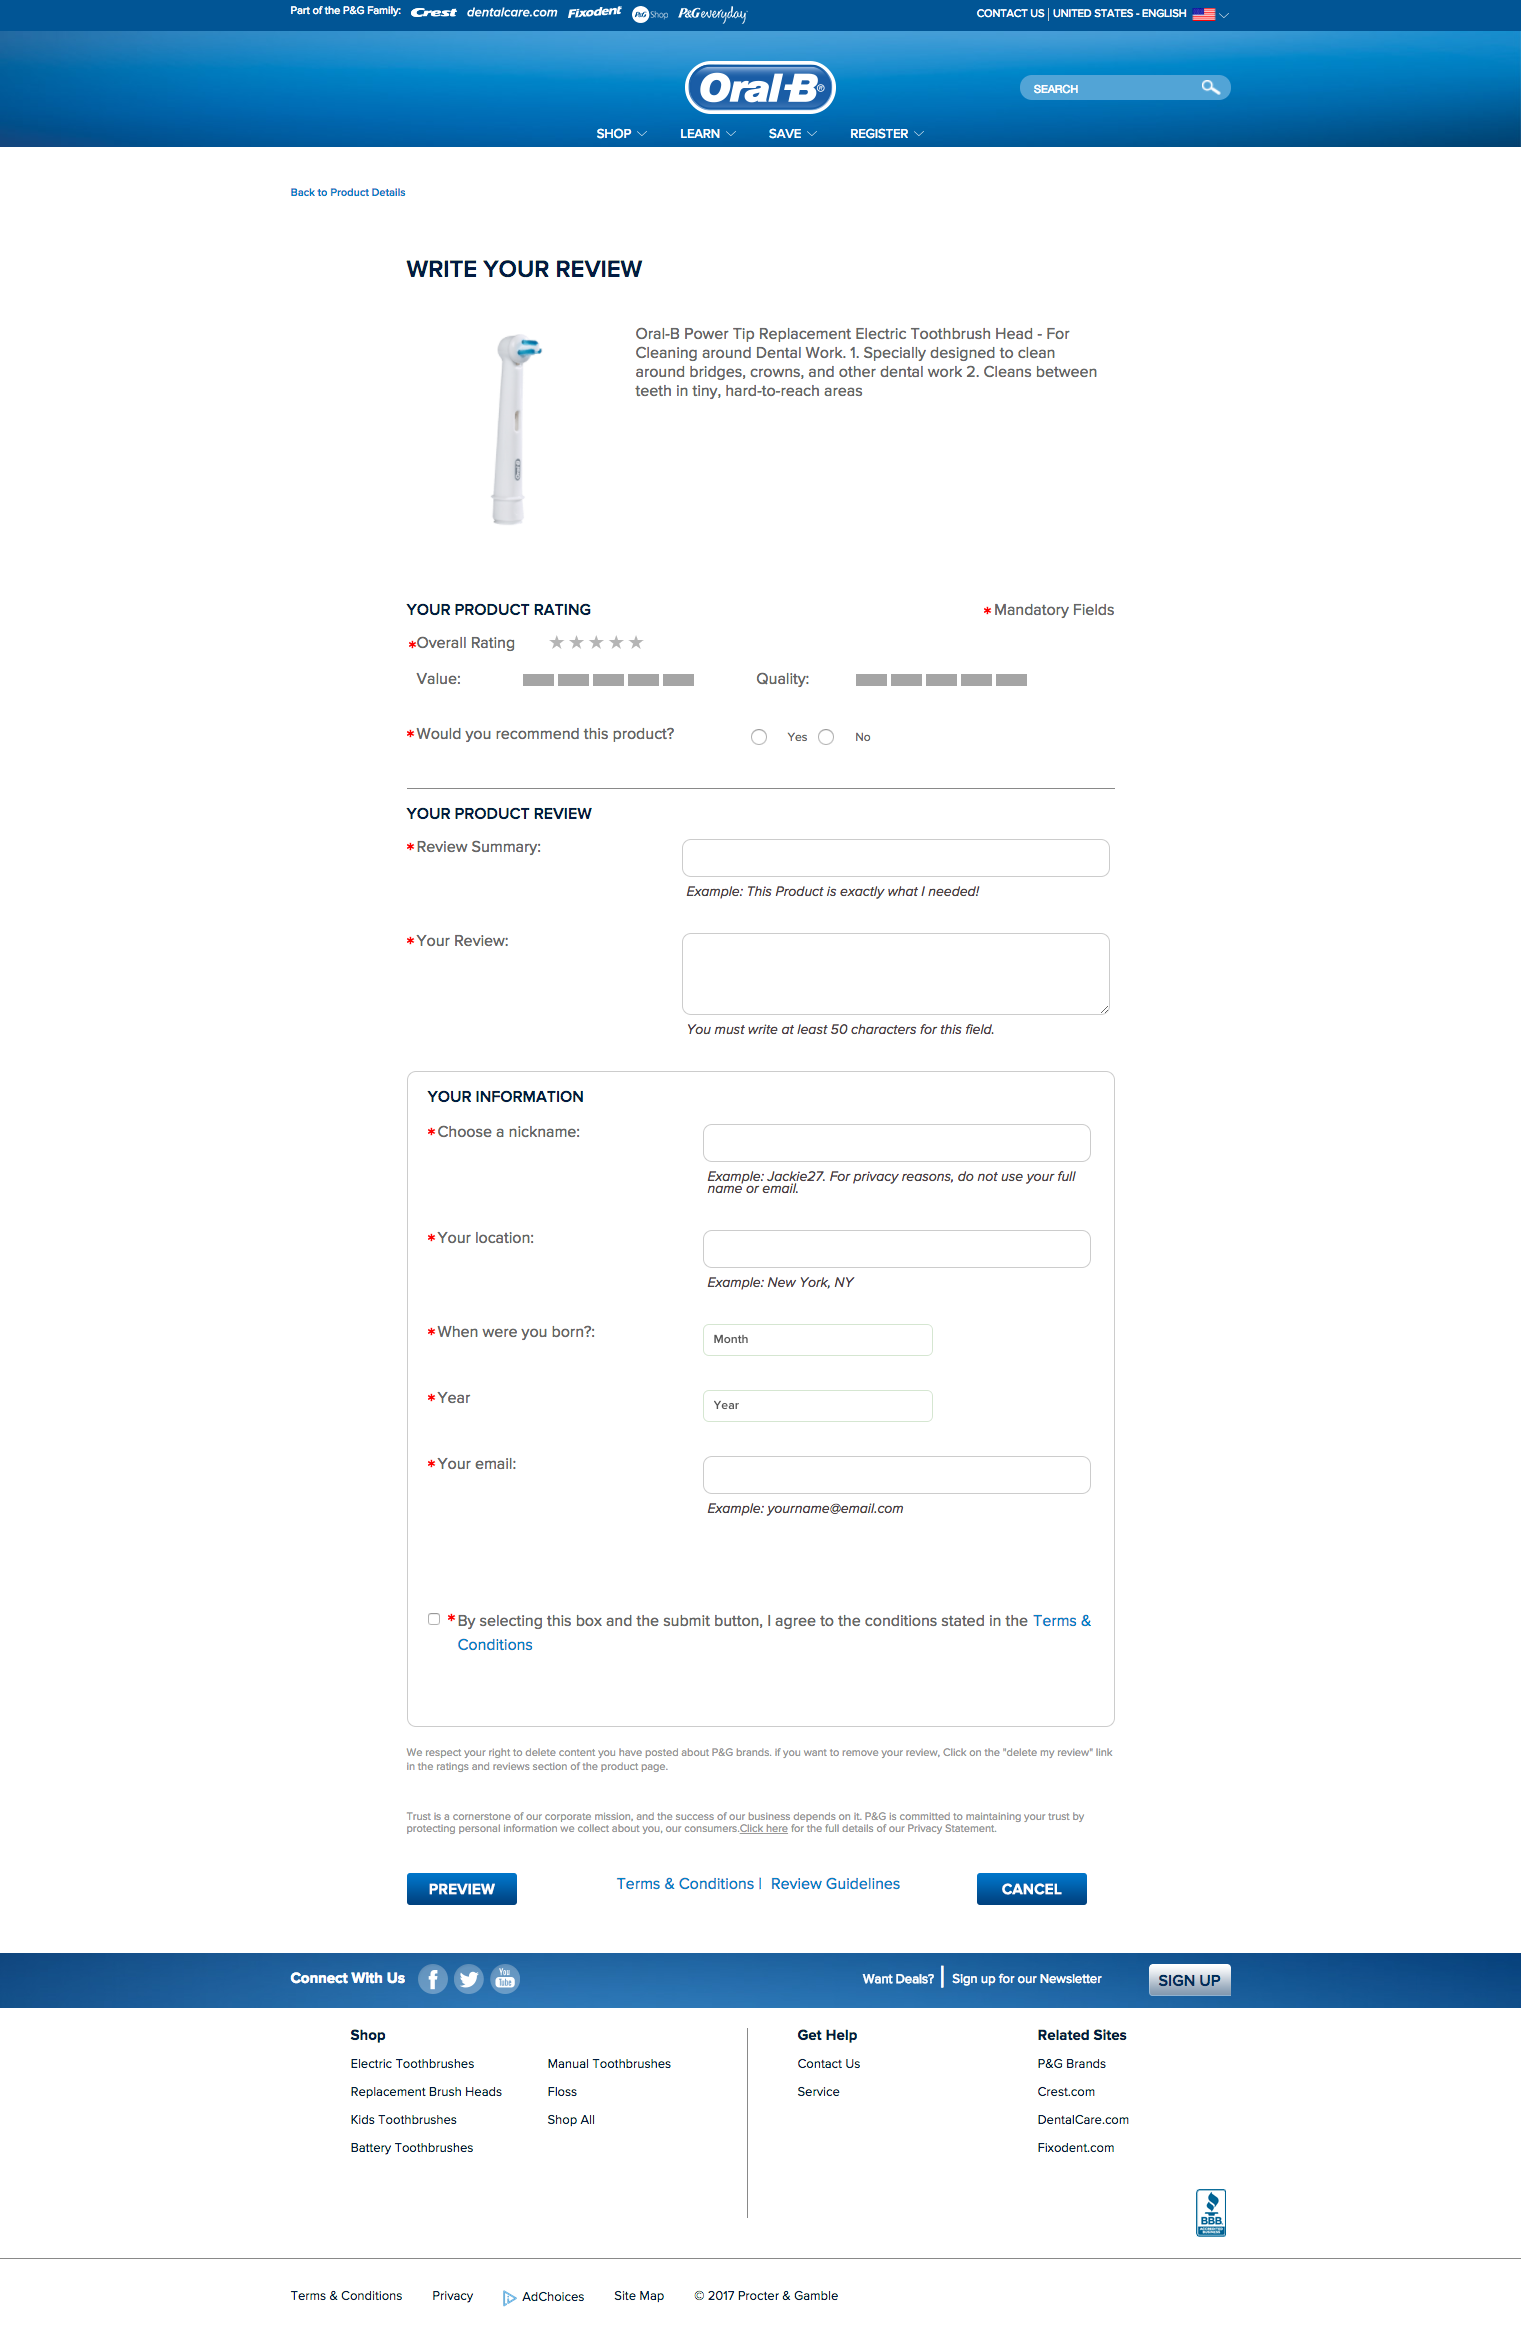 Part of the P&G Family: Crest dentalcare.com Fixodent P&G Shop P&G everyday
CONTACT US | UNITED STATES - ENGLISH
Oral-B®
SEARCH
SHOP LEARN SAVE REGISTER
Back to Product Details
WRITE YOUR REVIEW
Oral-B Power Tip Replacement Electric Toothbrush Head - For
Cleaning around Dental Work. 1. Specially designed to clean
around bridges, crowns, and other dental work 2. Cleans between
teeth in tiny, hard-to-reach areas
YOUR PRODUCT RATING
* Mandatory Fields
*Overall Rating
Value:
Quality:
*Would you recommend this product?
Yes
No
YOUR PRODUCT REVIEW
*Review Summary:
Example: This Product is exactly what I needed!
*Your Review:
You must write at least 50 characters for this field.
YOUR INFORMATION
*Choose a nickname:
Example: Jackie27. For privacy reasons, do not use your full
name or email.
*Your location:
Example: New York, NY
*When were you born?:
Month
*Year
Year
*Your email:
Example: yourname@email.com
*By selecting this box and the submit button, I agree to the conditions stated in the Terms &
Conditions
We respect your right to delete content you have posted about P&G brands. if you want to remove your review, Click on the "delete my review" link
in the ratings and reviews section of the product page.
Trust is a cornerstone of our corporate mission, and the success of our business depends on it. P&G is committed to maintaining your trust by
protecting personal information we collect about you, our consumers.Click here for the full details of our Privacy Statement.
PREVIEW
Terms & Conditions | Review Guidelines
CANCEL
Connect With Us
You Tube
Want Deals? | Sign up for our Newsletter
SIGN UP
Shop
Electric Toothbrushes
Replacement Brush Heads
Kids Toothbrushes
Battery Toothbrushes
Manual Toothbrushes
Floss
Shop All
Get Help
Contact Us
Service
Related Sites
P&G Brands
Crest.com
DentalCare.com
Fixodent.com
BBB
ACCREDITED
BUSINESS
Terms & Conditions
Privacy
AdChoices
Site Map
© 2017 Procter & Gamble